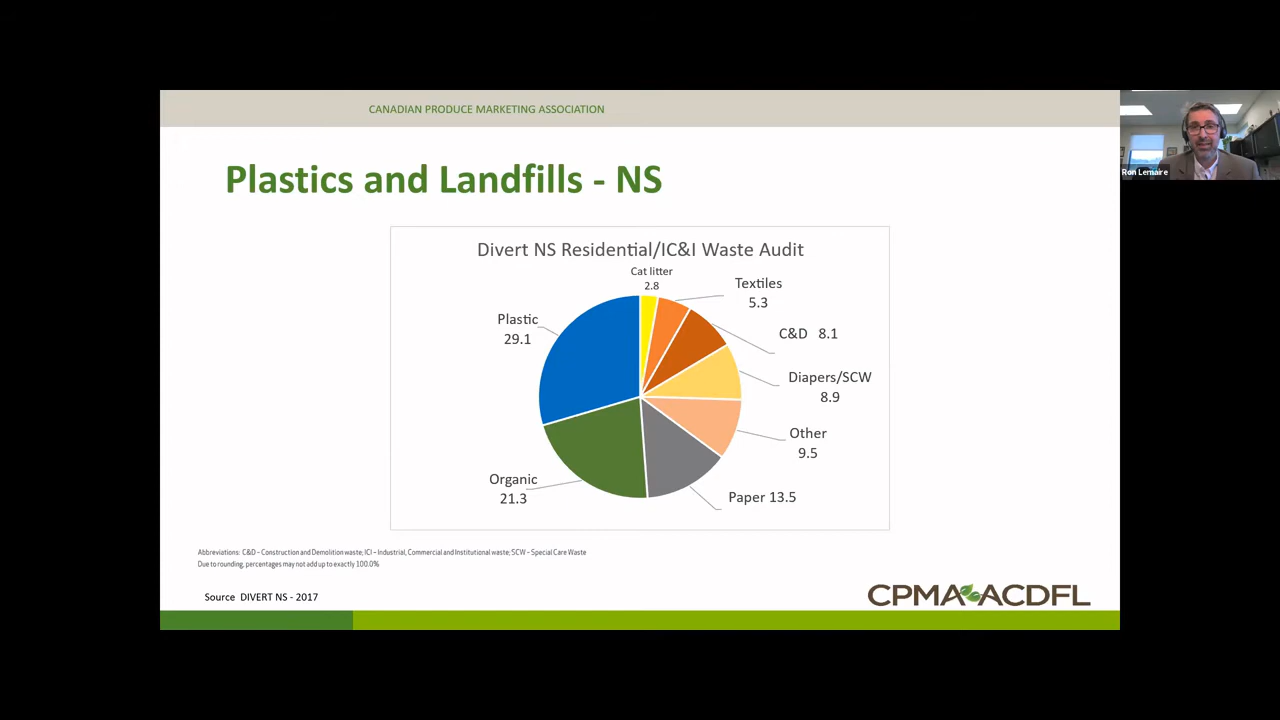 CANADIAN PRODUCE MARKETING ASSOCIATION
Plastics and Landfills - NS
Ron Lemaire
Divert NS Residential/IC&I Waste Audit
Cat litter
2.8
Textiles
5.3
Plastic
29.1
C&D 8.1
Diapers/SCW
8.9
Other
9.5
Organic
21.3
Paper 13.5
Abbreviations: C&D – Construction and Demolition waste; ICI – Industrial, Commercial and Institutional waste; SCW – Special Care Waste
Due to rounding, percentages may not add up to exactly 100.0%
Source DIVERT NS - 2017
CPMA ACDFL